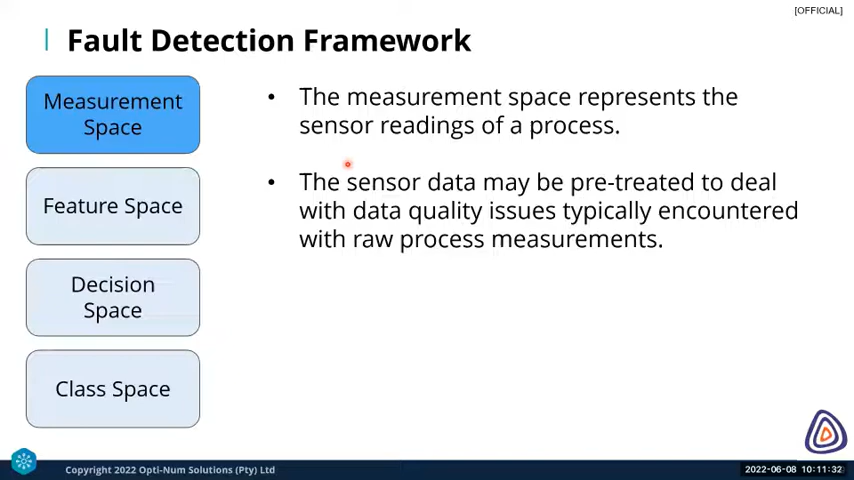 [OFFICIAL]
Fault Detection Framework
Measurement
Space
Feature Space
Decision
Space
Class Space
• The measurement space represents the
sensor readings of a process.
• The sensor data may be pre-treated to deal
with data quality issues typically encountered
with raw process measurements.
Copyright 2022 Opti-Num Solutions (Pty) Ltd
2022-06-08 10:11:32